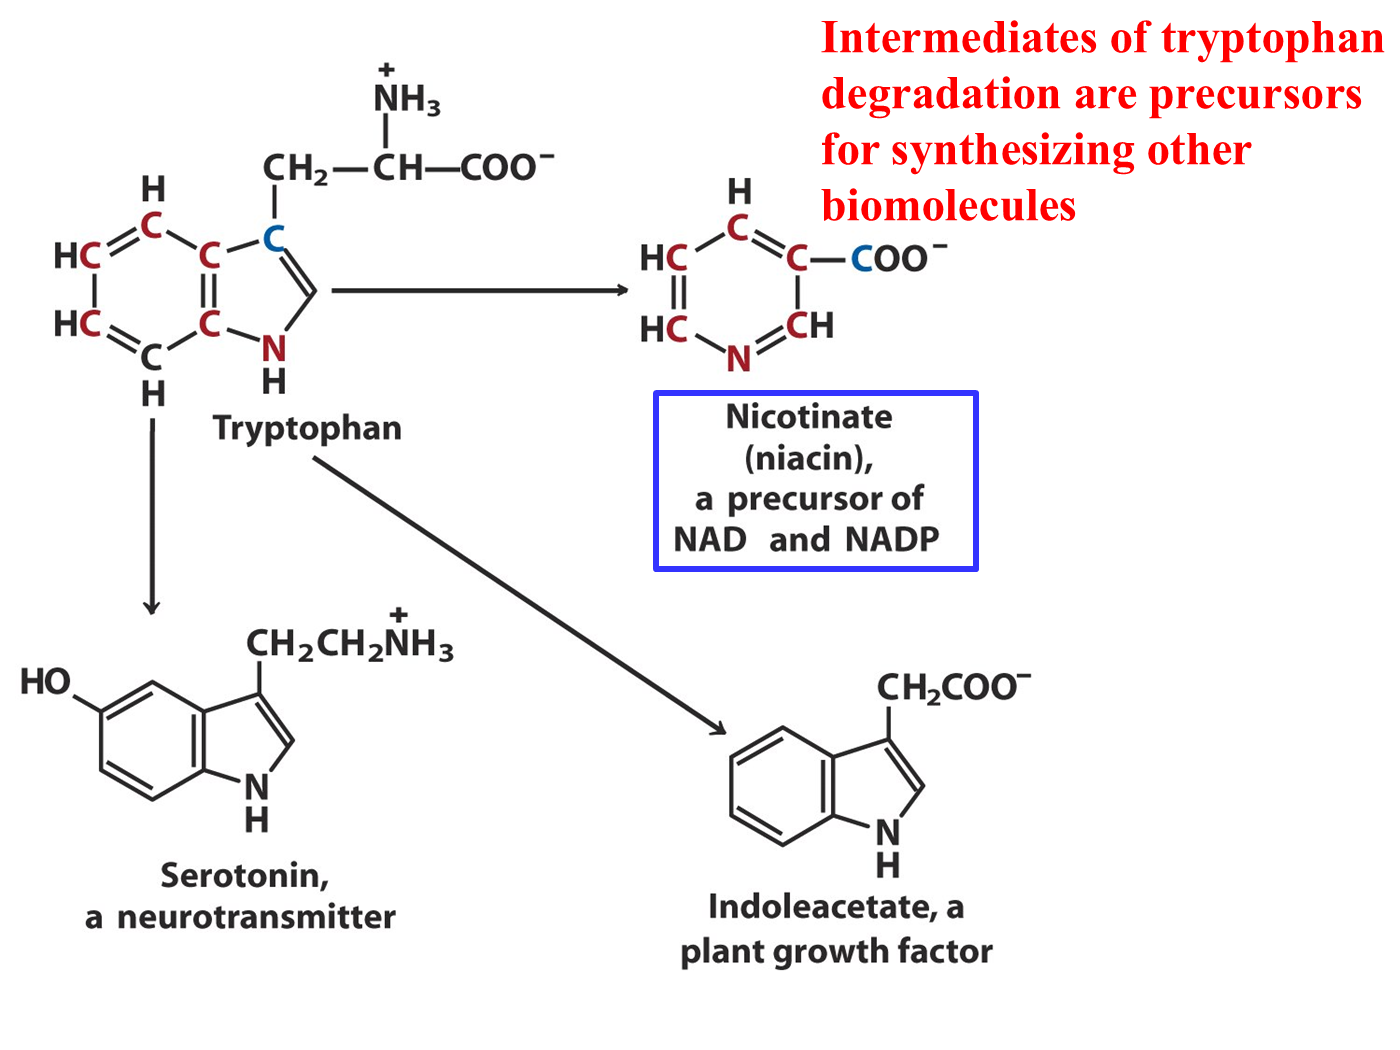 Intermediates of tryptophan
degradation are precursors
for synthesizing other
biomolecules
+
NH₃
CH₂—CH—COO⁻
H
C
HC
C
C
HC
C
C
N
H
H
Tryptophan
H
C
HC
C—COO⁻
HC
CH
N
Nicotinate
(niacin),
a precursor of
NAD and NADP
+
CH₂CH₂NH₃
HO
N
H
Serotonin,
a neurotransmitter
CH₂COO⁻
N
H
Indoleacetate, a
plant growth factor